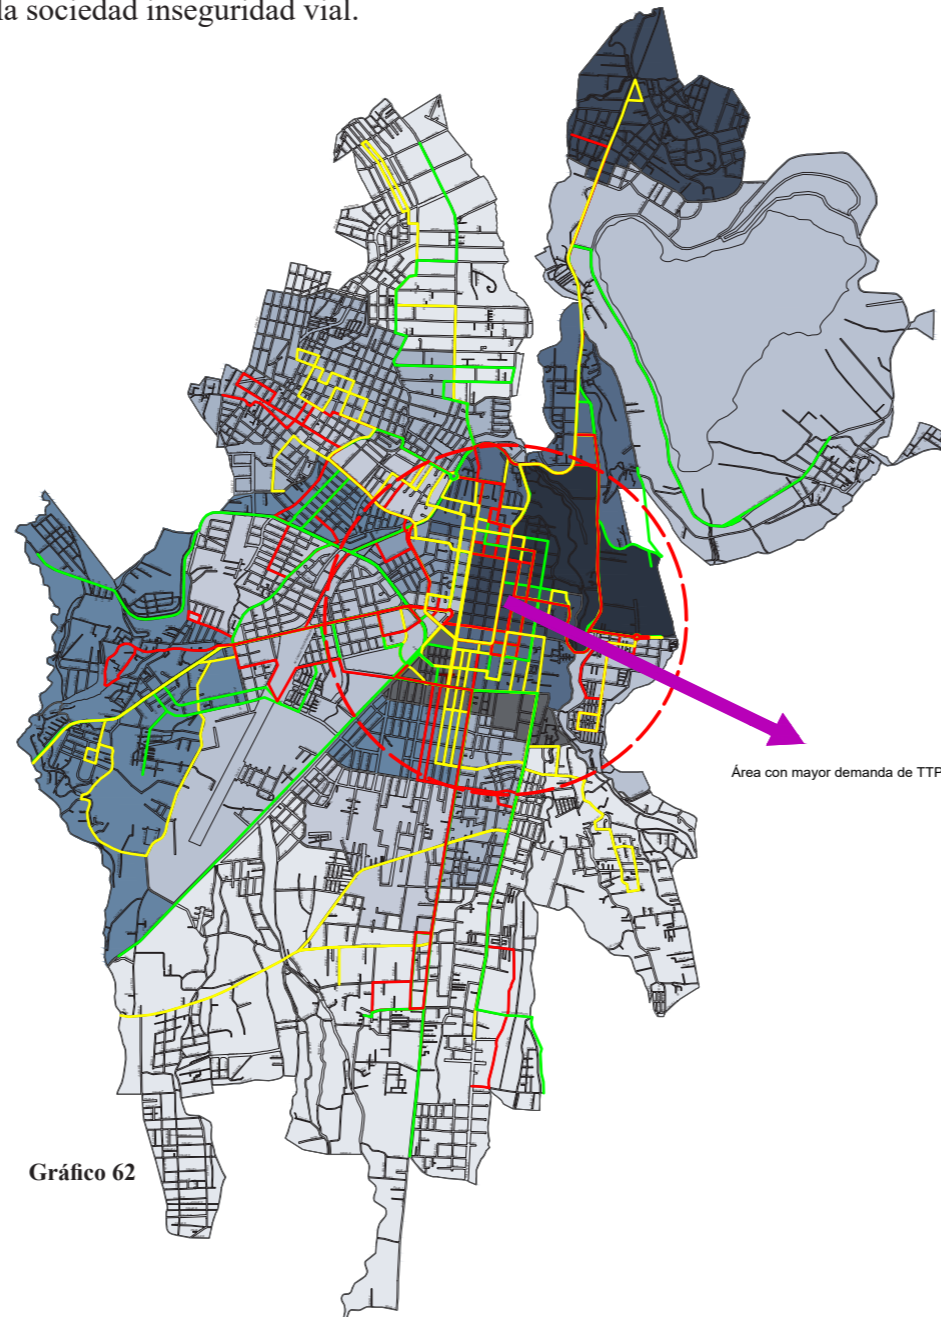 la sociedad inseguridad vial.
Área con mayor demanda de TTP
Gráfico 62